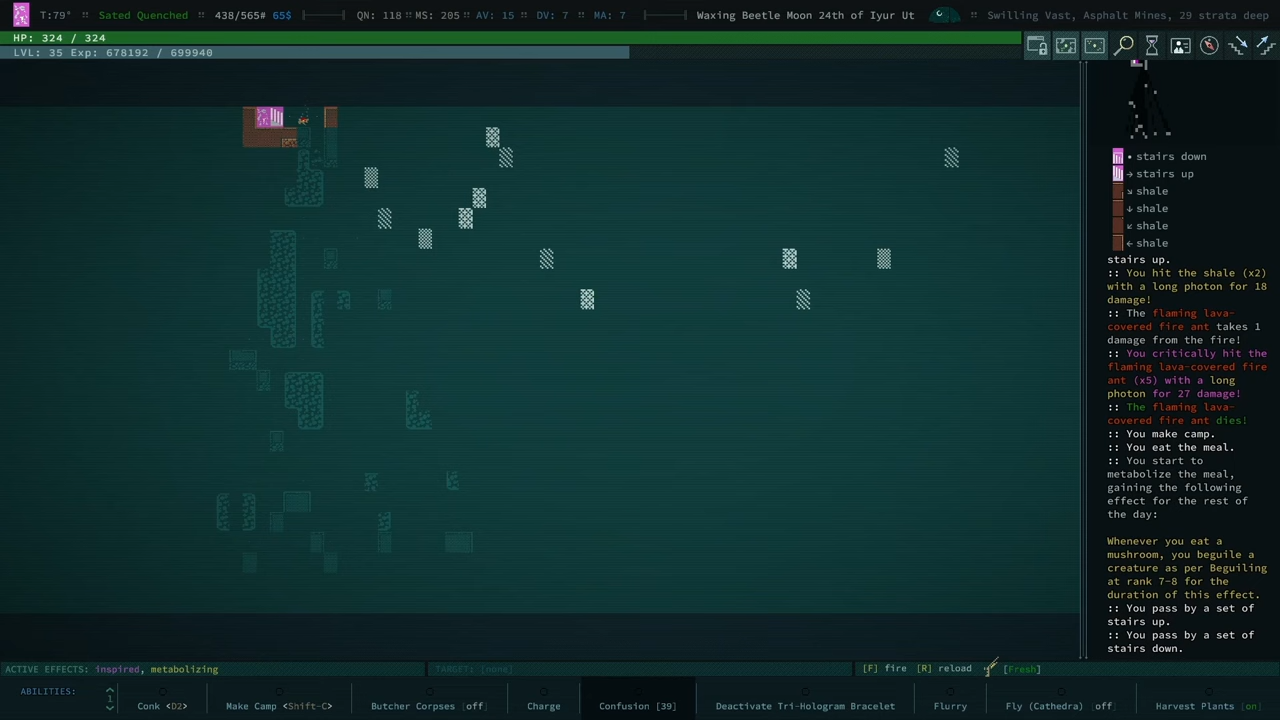 T:79° :: Sated Quenched :: 438/565# 65$ QN: 118 :: MS: 205 :: AV: 15 :: DV: 7 :: MA: 7 Waxing Beetle Moon 24th of Iyur Ut :: Swilling Vast, Asphalt Mines, 29 strata deep
HP: 324 / 324
LVL: 35 Exp: 678192 / 699940
stairs down
stairs up
shale
shale
shale
shale
stairs up.
:: You hit the shale (x2)
with a long photon for 18
damage!
:: The flaming lava-
covered fire ant takes 1
damage from the fire!
:: You critically hit the
flaming lava-covered fire
ant (x5) with a long
photon for 27 damage!
:: The flaming lava-
covered fire ant dies!
:: You make camp.
:: You eat the meal.
:: You start to
metabolize the meal,
gaining the following
effect for the rest of
the day:
Whenever you eat a
mushroom, you beguile a
creature as per Beguiling
at rank 7-8 for the
duration of this effect.
:: You pass by a set of
stairs up.
:: You pass by a set of
stairs down.
ACTIVE EFFECTS: inspired, metabolizing TARGET: [none] [F] fire [R] reload [Fresh]
ABILITIES: 1 Conk <D2> Make Camp <Shift-C> Butcher Corpses [off] Charge Confusion [39] Deactivate Tri-Hologram Bracelet Flurry Fly (Cathedra) [off] Harvest Plants [on]